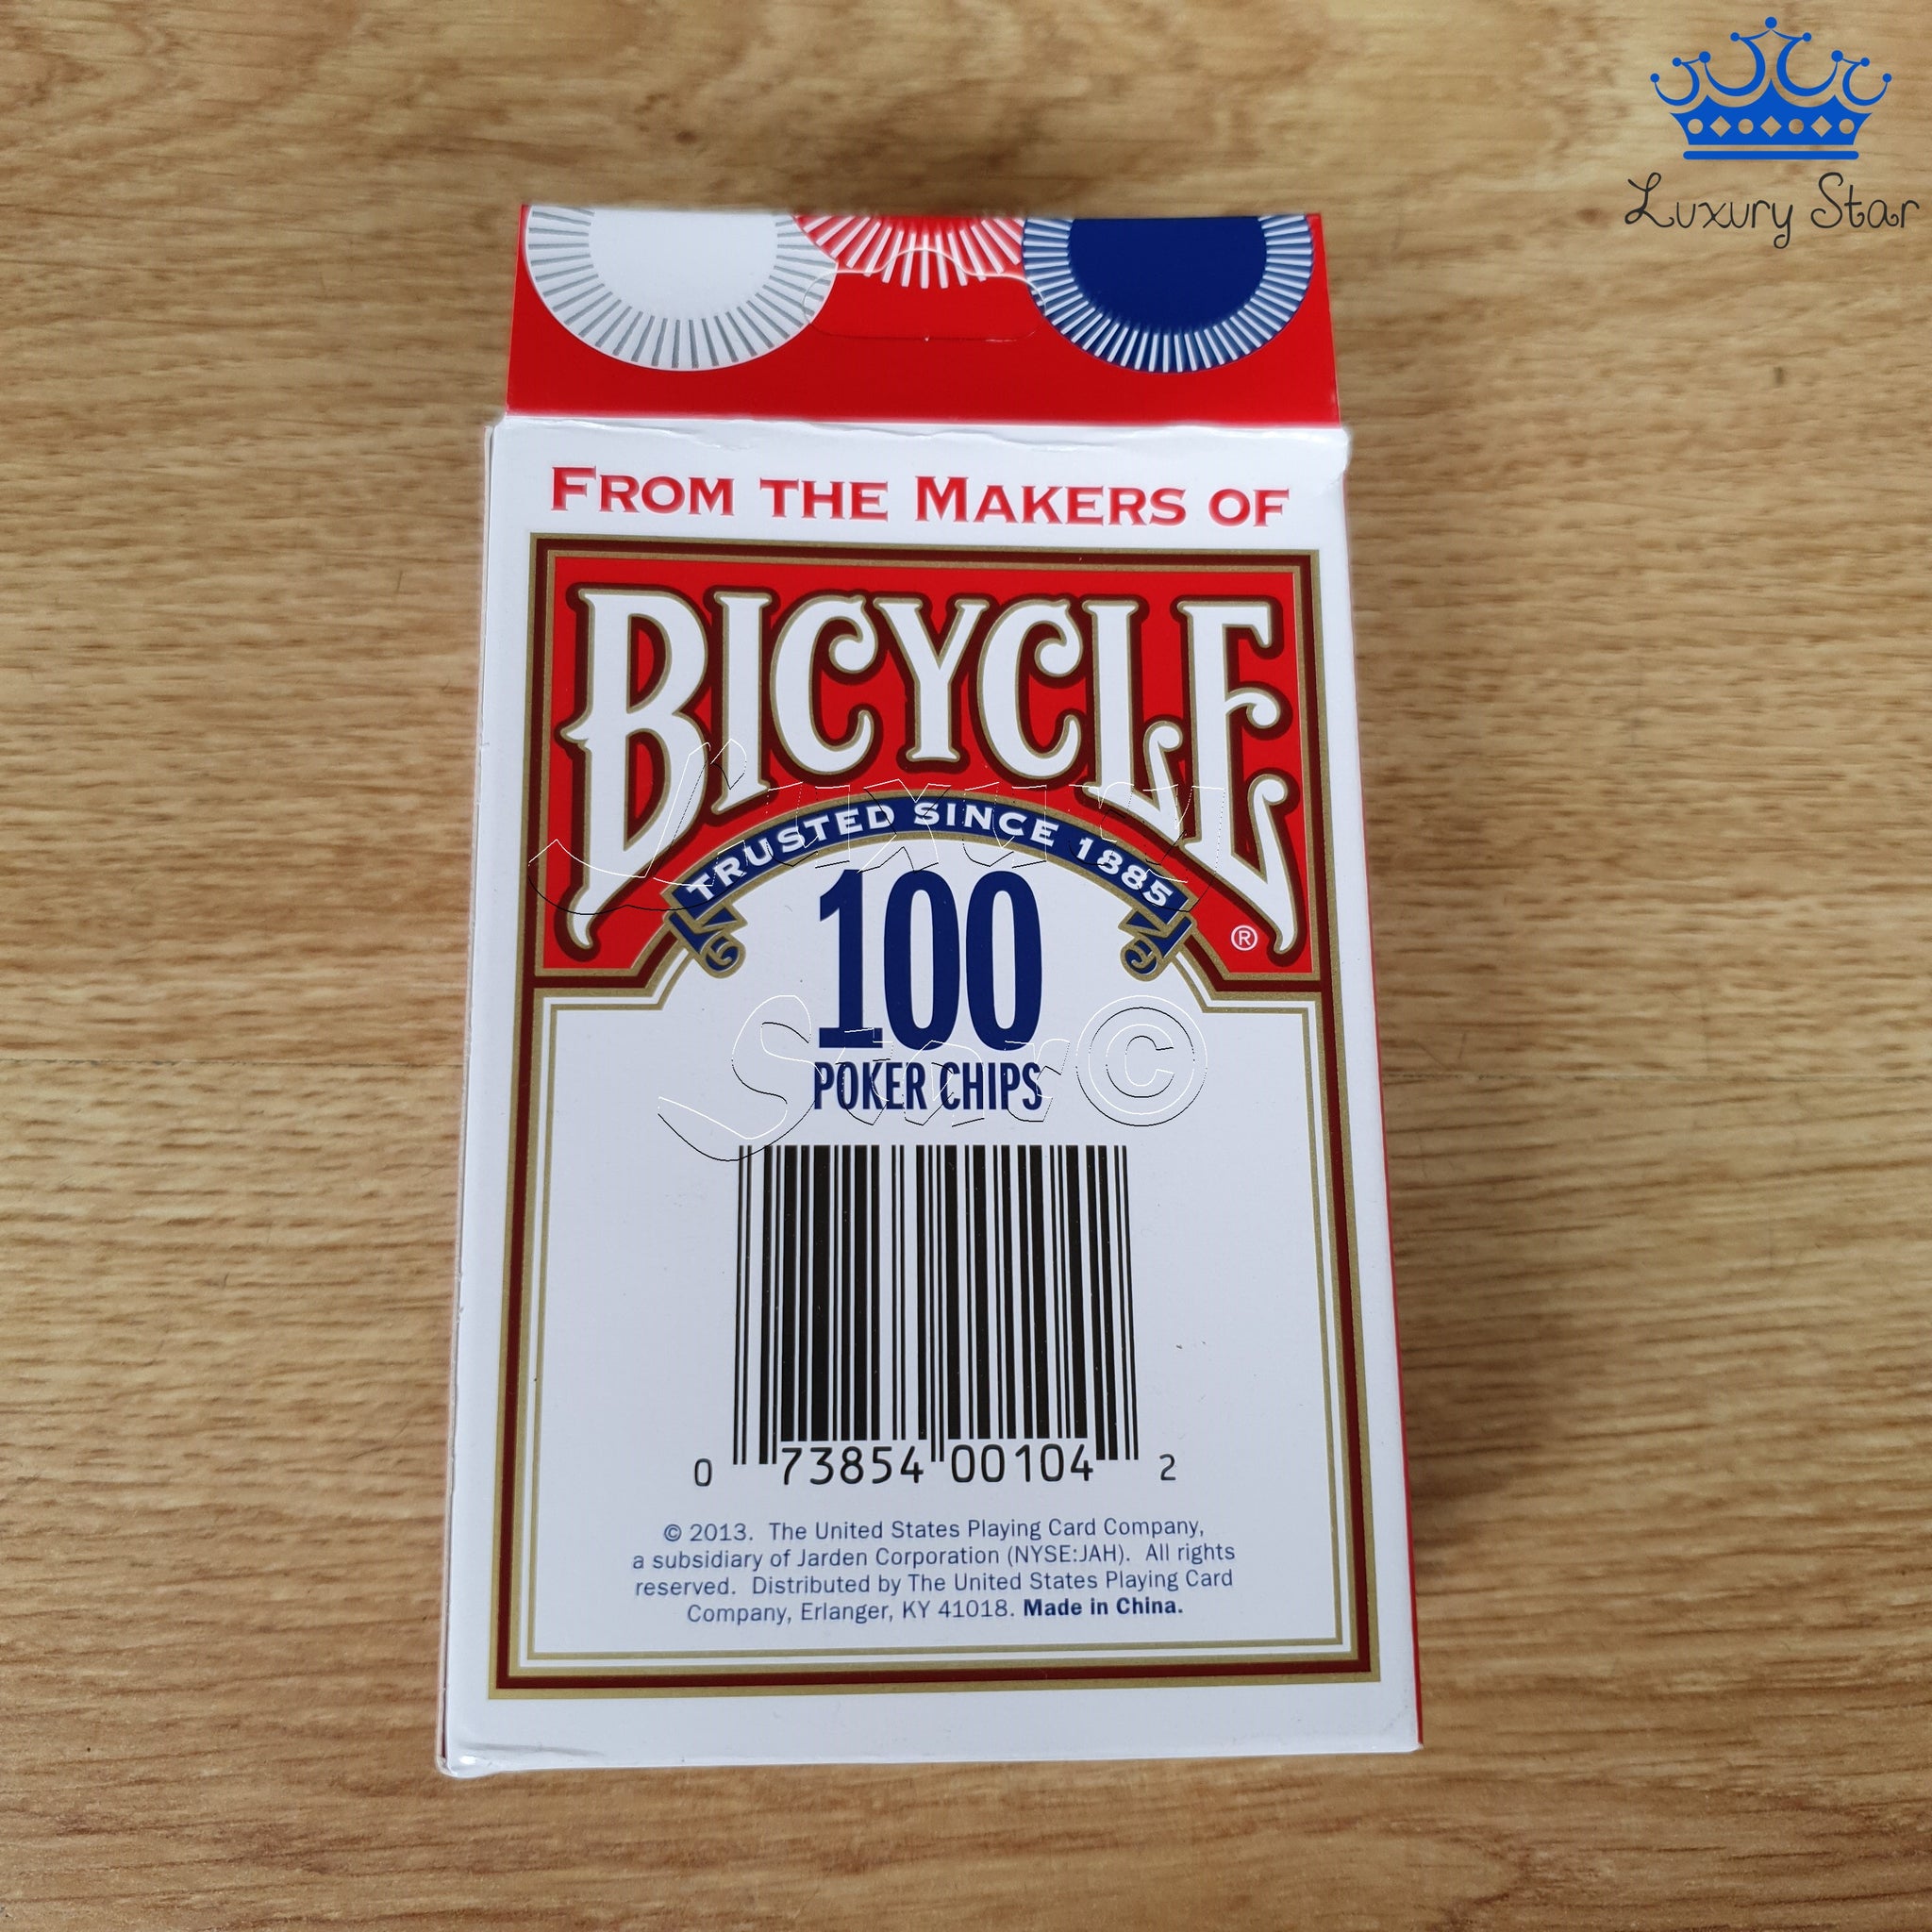 Luxury Star
FROM THE MAKERS OF
BICYCLE
TRUSTED SINCE 1885
®
Luxury
100
Star©
POKER CHIPS
0 73854 00104 2
© 2013. The United States Playing Card Company,
a subsidiary of Jarden Corporation (NYSE:JAH). All rights
reserved. Distributed by The United States Playing Card
Company, Erlanger, KY 41018. Made in China.